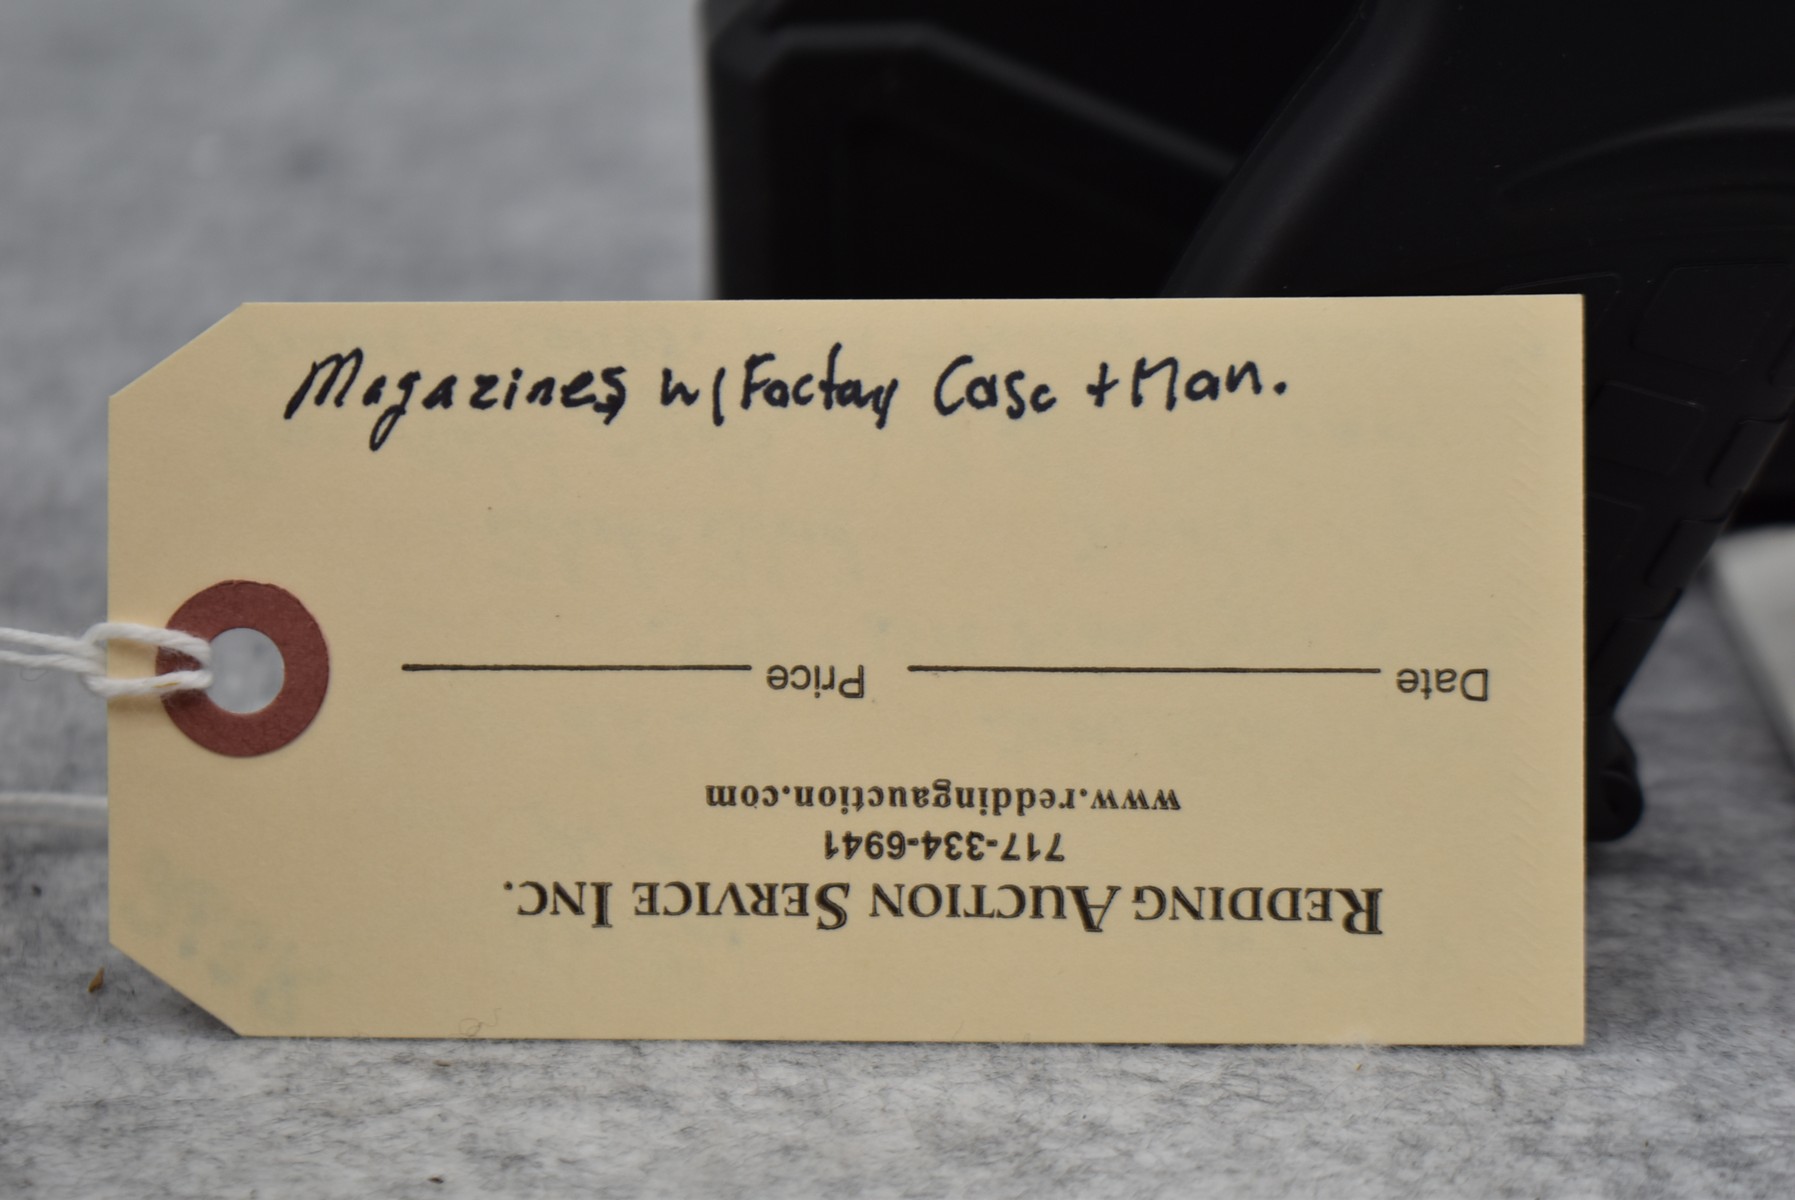 Magazines w/ Factory Case + Man.
REDDING AUCTION SERVICE INC.
717-334-6941
www.reddingauction.com
Date Price